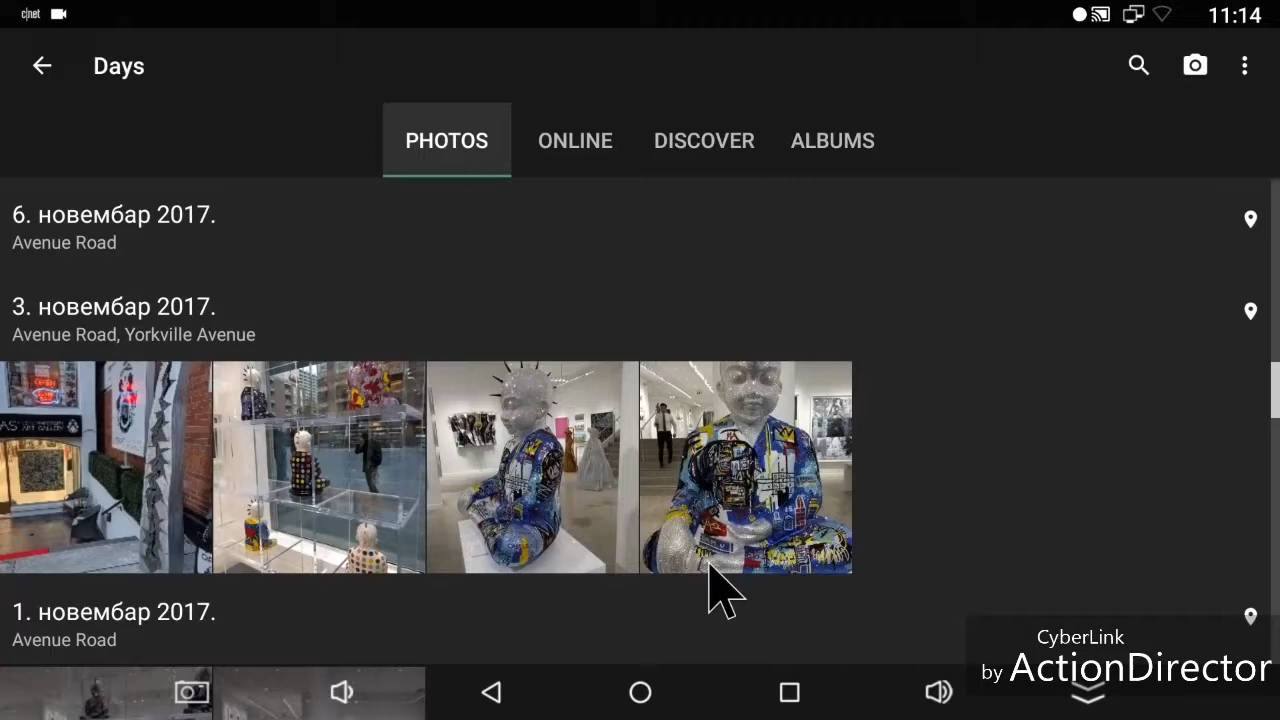 c|net
11:14
Days
PHOTOS ONLINE DISCOVER ALBUMS
6. новембар 2017.
Avenue Road
3. новембар 2017.
Avenue Road, Yorkville Avenue
1. новембар 2017.
Avenue Road
CyberLink
by ActionDirector